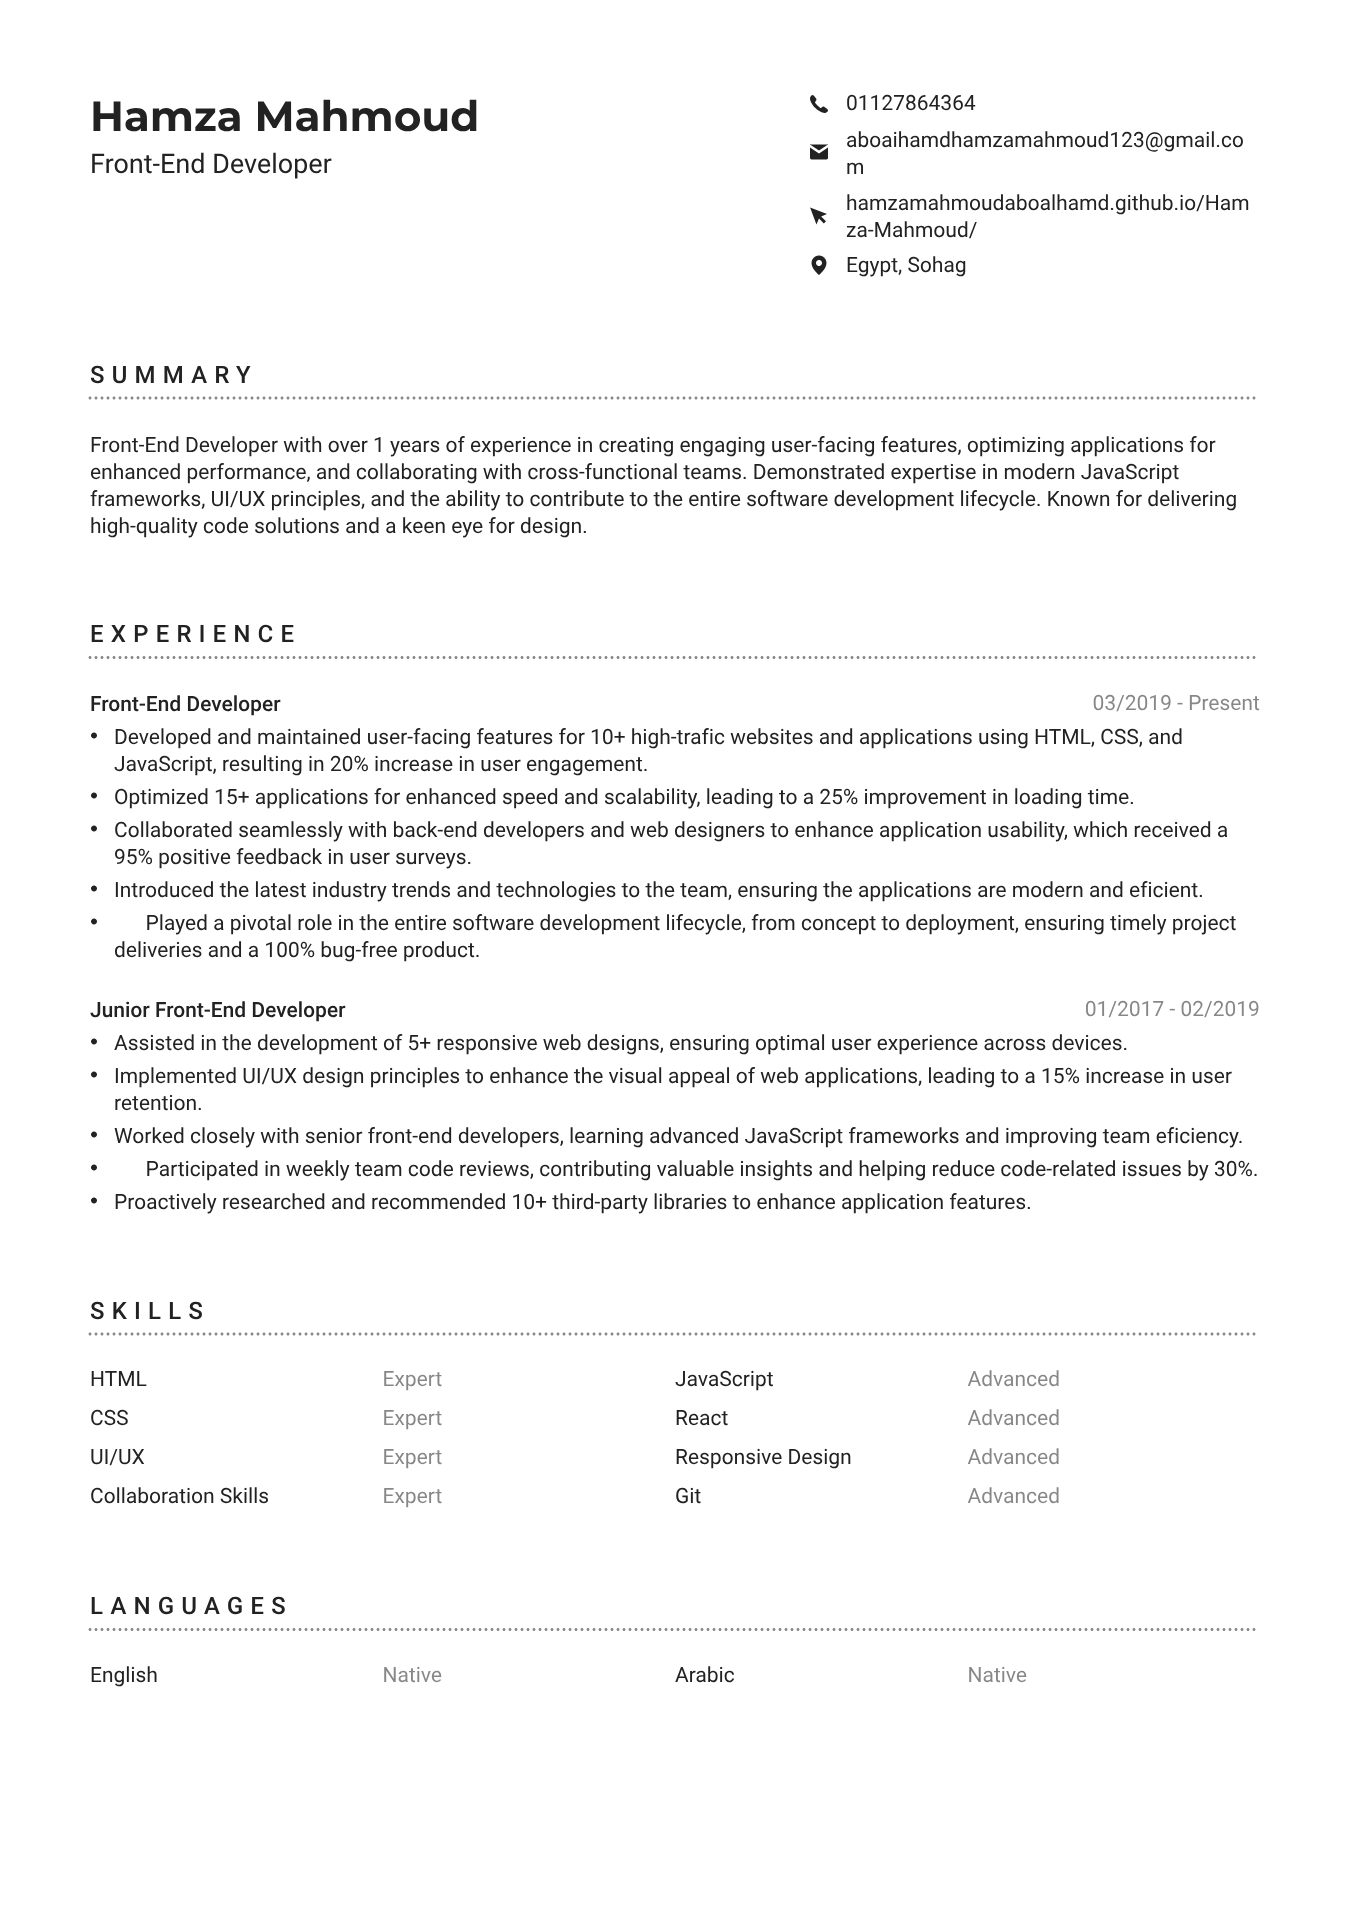 Hamza Mahmoud
Front-End Developer
01127864364
aboaihamdhamzamahmoud123@gmail.co
m
hamzamahmoudaboalhamd.github.io/Ham
za-Mahmoud/
Egypt, Sohag
SUMMARY
Front-End Developer with over 1 years of experience in creating engaging user-facing features, optimizing applications for
enhanced performance, and collaborating with cross-functional teams. Demonstrated expertise in modern JavaScript
frameworks, UI/UX principles, and the ability to contribute to the entire software development lifecycle. Known for delivering
high-quality code solutions and a keen eye for design.
EXPERIENCE
Front-End Developer 03/2019 - Present
• Developed and maintained user-facing features for 10+ high-trafic websites and applications using HTML, CSS, and
JavaScript, resulting in 20% increase in user engagement.
• Optimized 15+ applications for enhanced speed and scalability, leading to a 25% improvement in loading time.
• Collaborated seamlessly with back-end developers and web designers to enhance application usability, which received a
95% positive feedback in user surveys.
• Introduced the latest industry trends and technologies to the team, ensuring the applications are modern and eficient.
• Played a pivotal role in the entire software development lifecycle, from concept to deployment, ensuring timely project
deliveries and a 100% bug-free product.
Junior Front-End Developer 01/2017 - 02/2019
• Assisted in the development of 5+ responsive web designs, ensuring optimal user experience across devices.
• Implemented UI/UX design principles to enhance the visual appeal of web applications, leading to a 15% increase in user
retention.
• Worked closely with senior front-end developers, learning advanced JavaScript frameworks and improving team eficiency.
• Participated in weekly team code reviews, contributing valuable insights and helping reduce code-related issues by 30%.
• Proactively researched and recommended 10+ third-party libraries to enhance application features.
SKILLS
HTML Expert JavaScript Advanced
CSS Expert React Advanced
UI/UX Expert Responsive Design Advanced
Collaboration Skills Expert Git Advanced
LANGUAGES
English Native Arabic Native